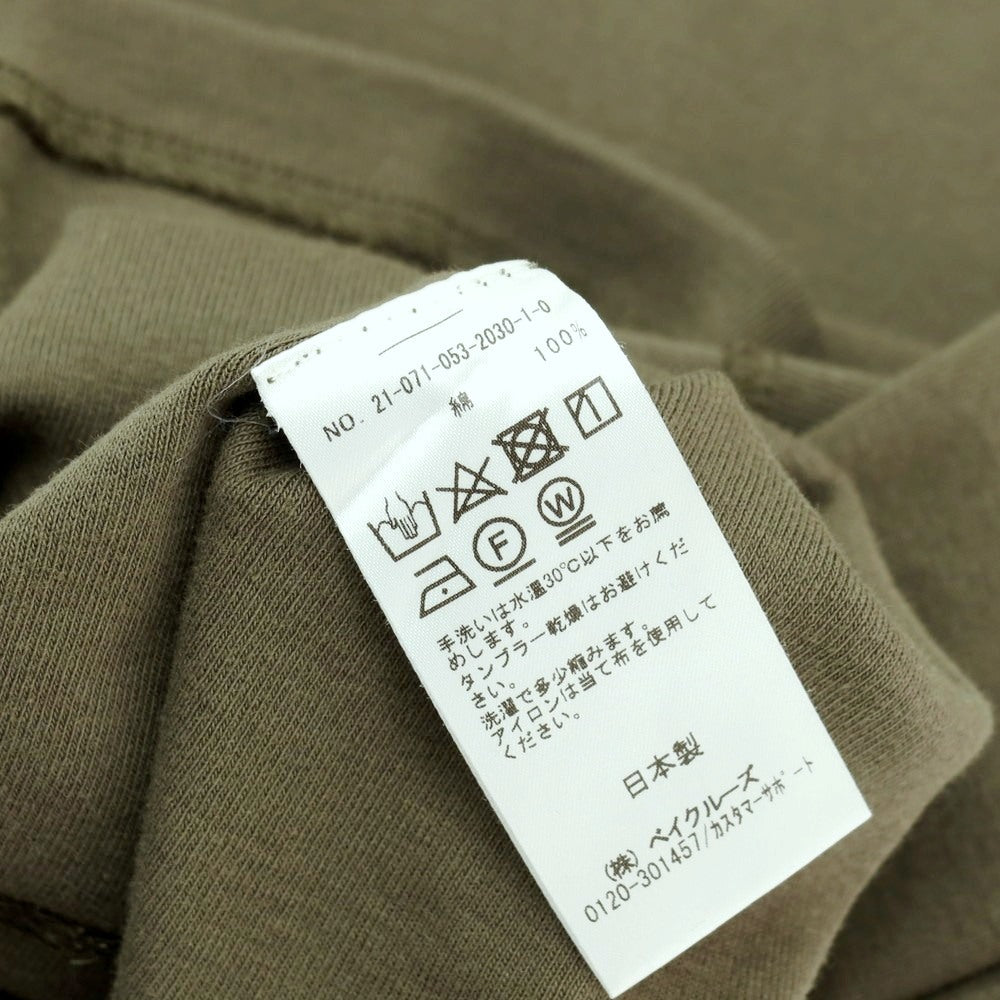 NO. 21-071-053-2030-1-0
綿 100%
F W
手洗いは水温30℃以下をお薦
めします。
タンブラー乾燥はお避けくだ
さい。
洗濯で多少縮みます。
アイロンは当て布を使用して
ください。
日本製
(株) ベイクルーズ
0120-301457/カスタマーサポート